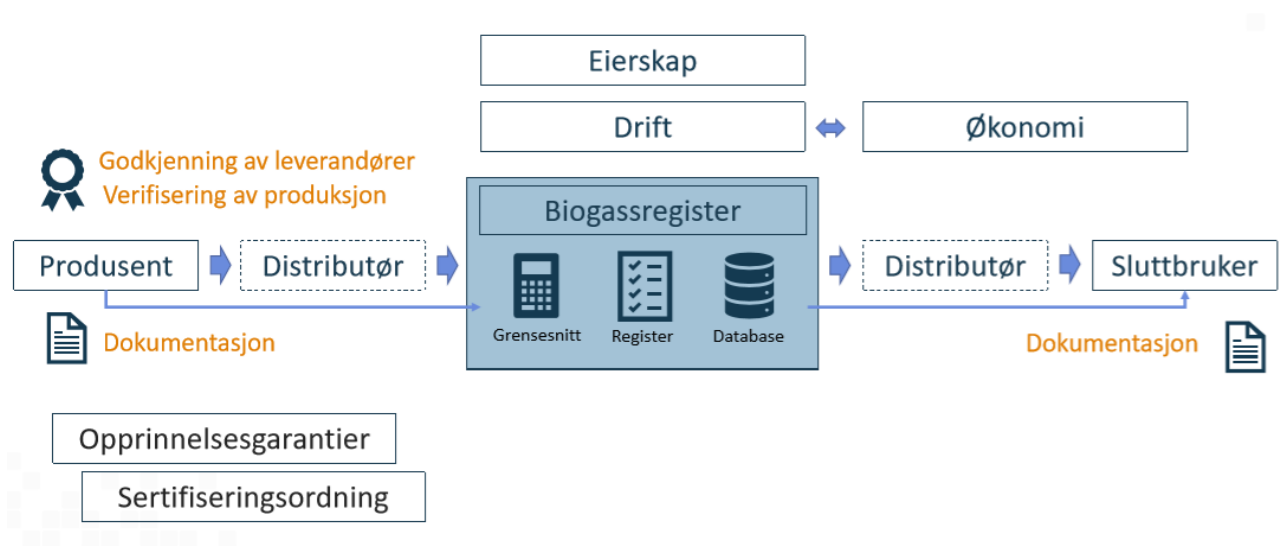 Eierskap
Drift
Økonomi
Godkjenning av leverandører
Verifisering av produksjon
Biogassregister
Produsent
Distributør
Distributør
Sluttbruker
Grensesnitt
Register
Database
Dokumentasjon
Dokumentasjon
Opprinnelsesgarantier
Sertifiseringsordning